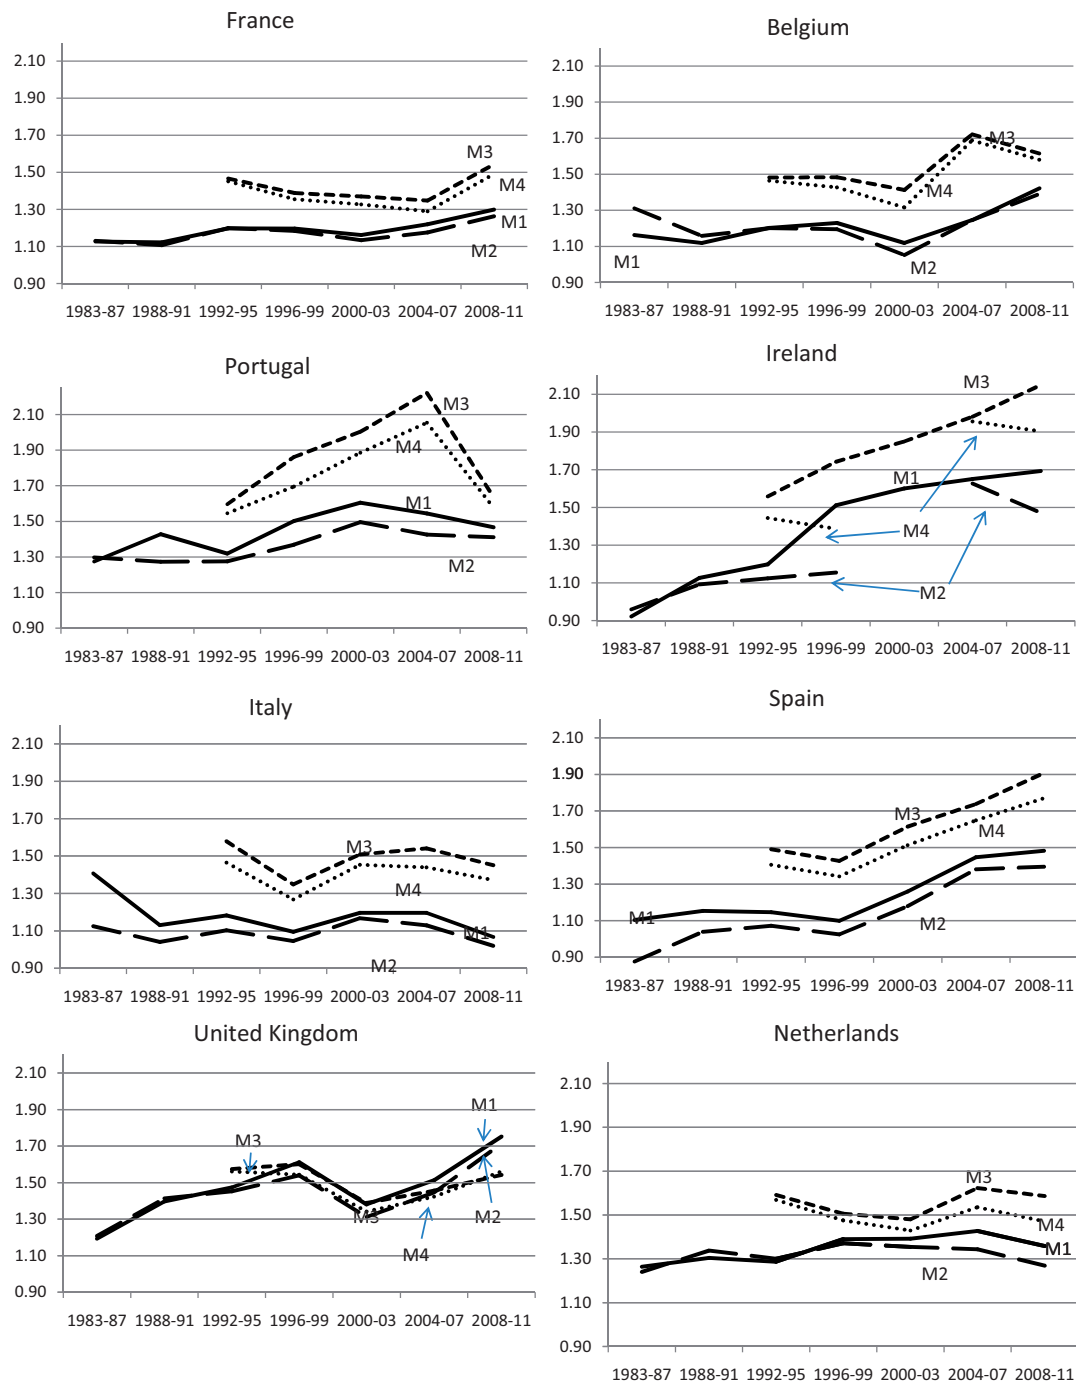 France
2.10
1.90
1.70
1.50
1.30
1.10
0.90
M3
M4
M1
M2
1983-87 1988-91 1992-95 1996-99 2000-03 2004-07 2008-11
Belgium
2.10
1.90
1.70
1.50
1.30
1.10
0.90
M3
M4
M1
M2
1983-87 1988-91 1992-95 1996-99 2000-03 2004-07 2008-11
Portugal
2.10
1.90
1.70
1.50
1.30
1.10
0.90
M3
M4
M1
M2
1983-87 1988-91 1992-95 1996-99 2000-03 2004-07 2008-11
Ireland
2.10
1.90
1.70
1.50
1.30
1.10
0.90
M3
M1
M4
M2
1983-87 1988-91 1992-95 1996-99 2000-03 2004-07 2008-11
Italy
2.10
1.90
1.70
1.50
1.30
1.10
0.90
M3
M4
M1
M2
1983-87 1988-91 1992-95 1996-99 2000-03 2004-07 2008-11
Spain
2.10
1.90
1.70
1.50
1.30
1.10
0.90
M3
M4
M1
M2
1983-87 1988-91 1992-95 1996-99 2000-03 2004-07 2008-11
United Kingdom
2.10
1.90
1.70
1.50
1.30
1.10
0.90
M1
M3
M3
M2
M4
1983-87 1988-91 1992-95 1996-99 2000-03 2004-07 2008-11
Netherlands
2.10
1.90
1.70
1.50
1.30
1.10
0.90
M3
M4
M1
M2
1983-87 1988-91 1992-95 1996-99 2000-03 2004-07 2008-11